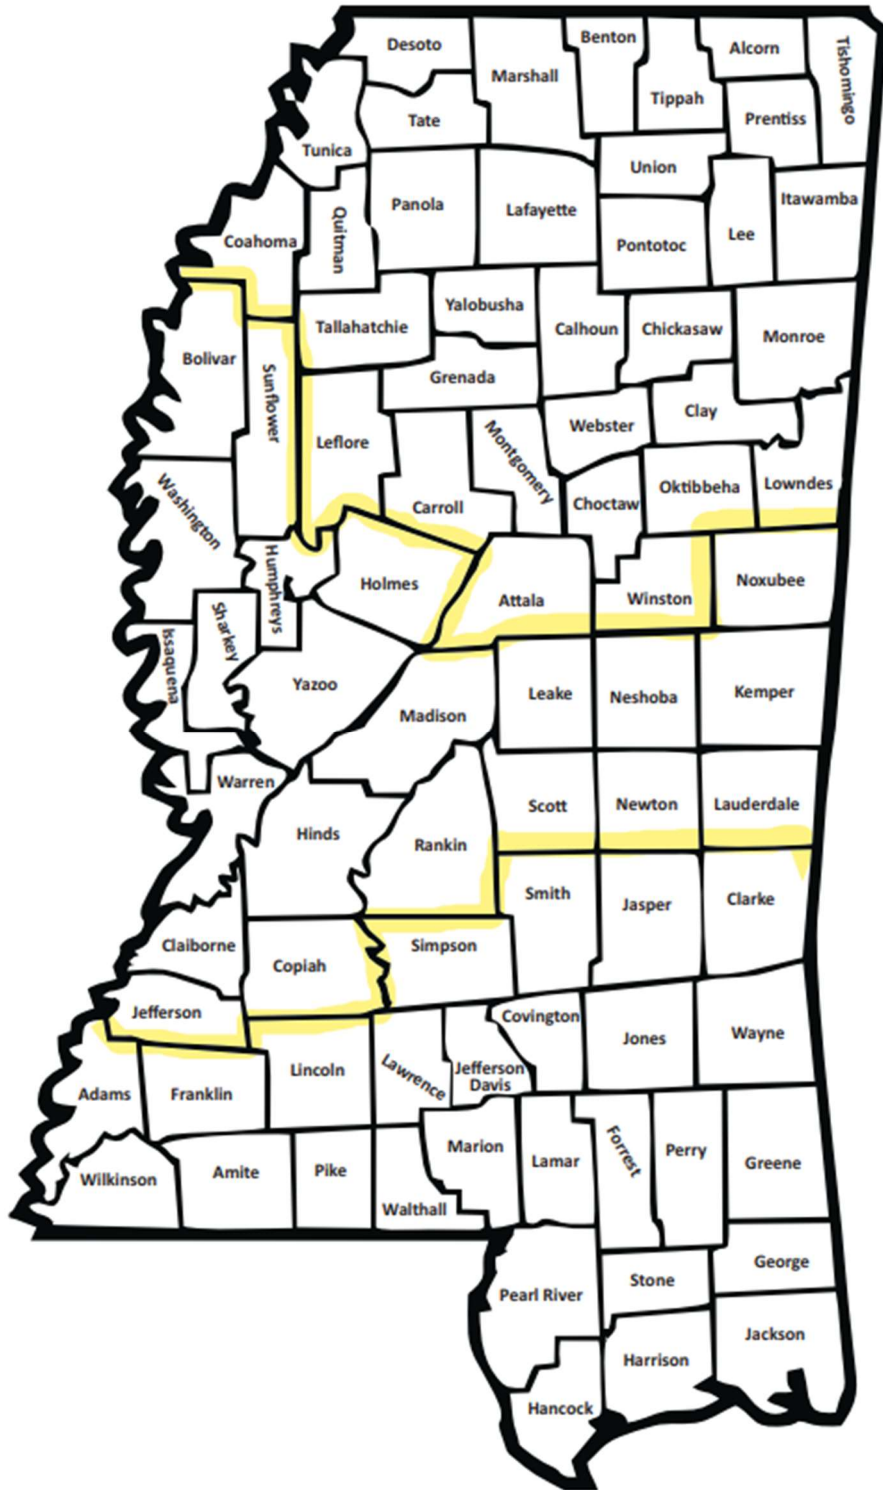 Desoto
Marshall
Benton
Tippah
Alcorn
Tishomingo
Tate
Prentiss
Tunica
Union
Panola
Lafayette
Itawamba
Quitman
Coahoma
Pontotoc
Lee
Tallahatchie
Yalobusha
Calhoun
Chickasaw
Monroe
Bolivar
Sunflower
Grenada
Leflore
Montgomery
Webster
Clay
Washington
Carroll
Choctaw
Oktibbeha
Lowndes
Humphreys
Holmes
Attala
Winston
Noxubee
Sharkey
Issaquena
Yazoo
Madison
Leake
Neshoba
Kemper
Warren
Hinds
Rankin
Scott
Newton
Lauderdale
Smith
Jasper
Clarke
Claiborne
Copiah
Simpson
Jefferson
Covington
Jones
Wayne
Adams
Franklin
Lincoln
Lawrence
Jefferson
Davis
Wilkinson
Amite
Pike
Walthall
Marion
Lamar
Forrest
Perry
Greene
Pearl River
Stone
George
Hancock
Harrison
Jackson